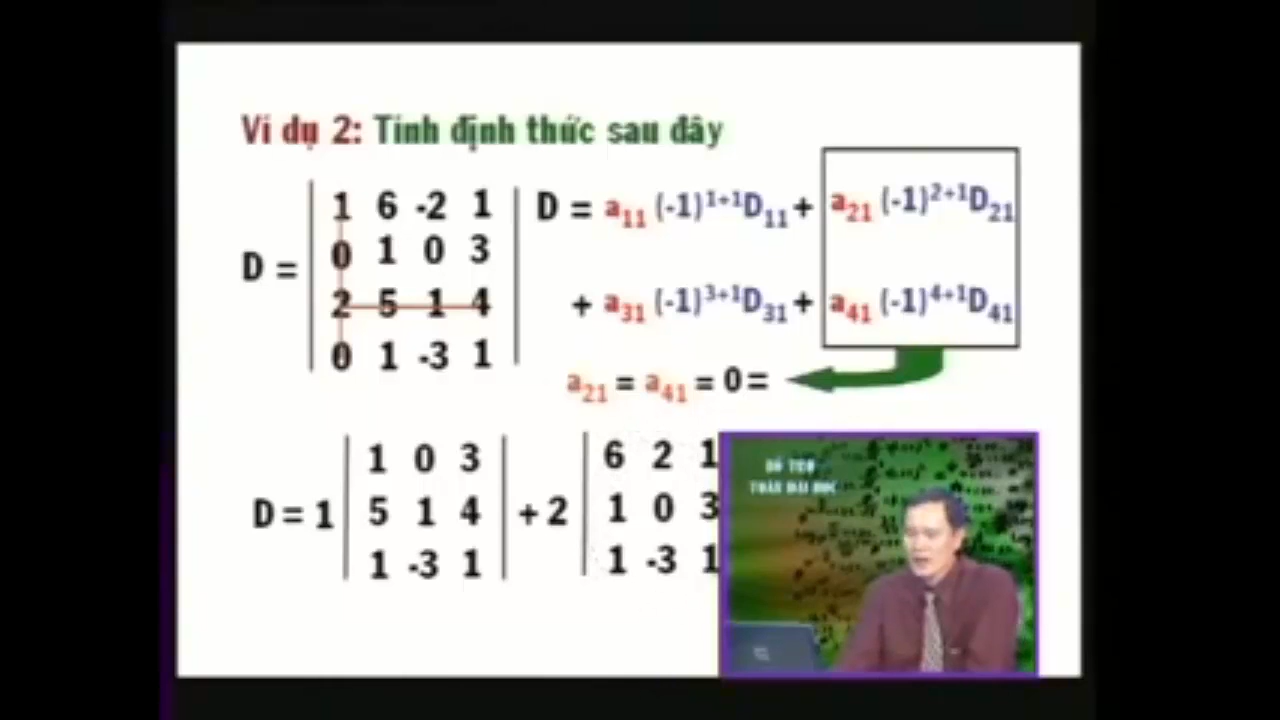 Ví dụ 2: Tính định thức sau đây
D = | 1 6 -2 1 |
| 0 1 0 3 |
| 2 5 1 4 |
| 0 1 -3 1 |
D = a₁₁ (-1)¹⁺¹D₁₁ + a₂₁ (-1)²⁺¹D₂₁
+ a₃₁ (-1)³⁺¹D₃₁ + a₄₁ (-1)⁴⁺¹D₄₁
a₂₁ = a₄₁ = 0 =
D = 1 | 1 0 3 | + 2 | 6 2 1
| 5 1 4 | | 1 0 3
| 1 -3 1 | | 1 -3 1